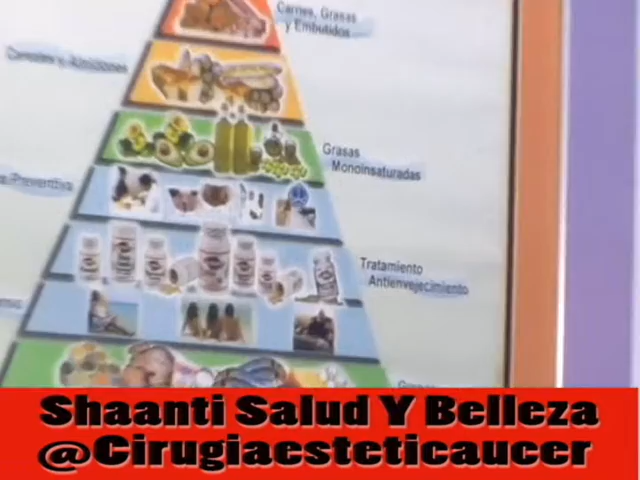 Carnes, Grasas
y Embutidos
Cereales y Almidones
Grasas
Monoinsaturadas
Preventiva
Tratamiento
Antienvejecimiento
Shaanti Salud Y Belleza
@Cirugiaesteticaucer